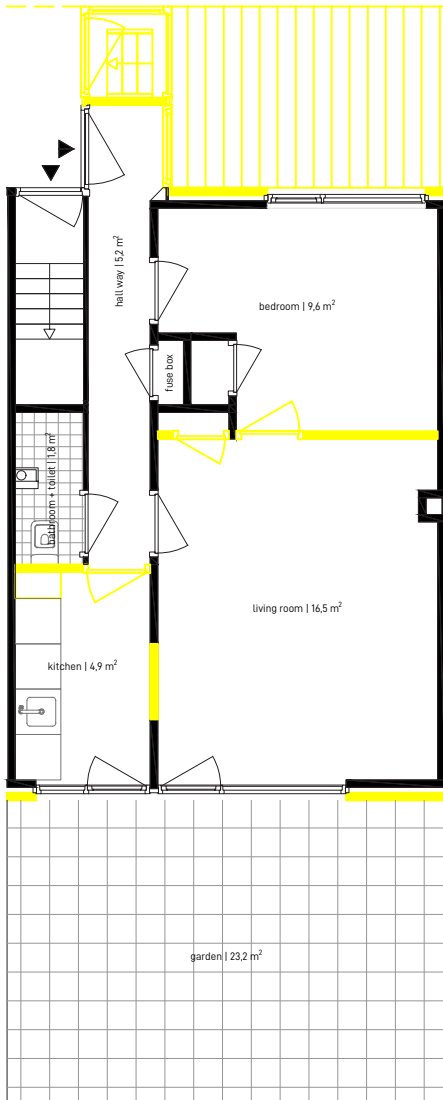 hall way | 5,2 m²
bedroom | 9,6 m²
fuse box
bathroom + toilet | 1,8 m²
living room | 16,5 m²
kitchen | 4,9 m²
garden | 23,2 m²